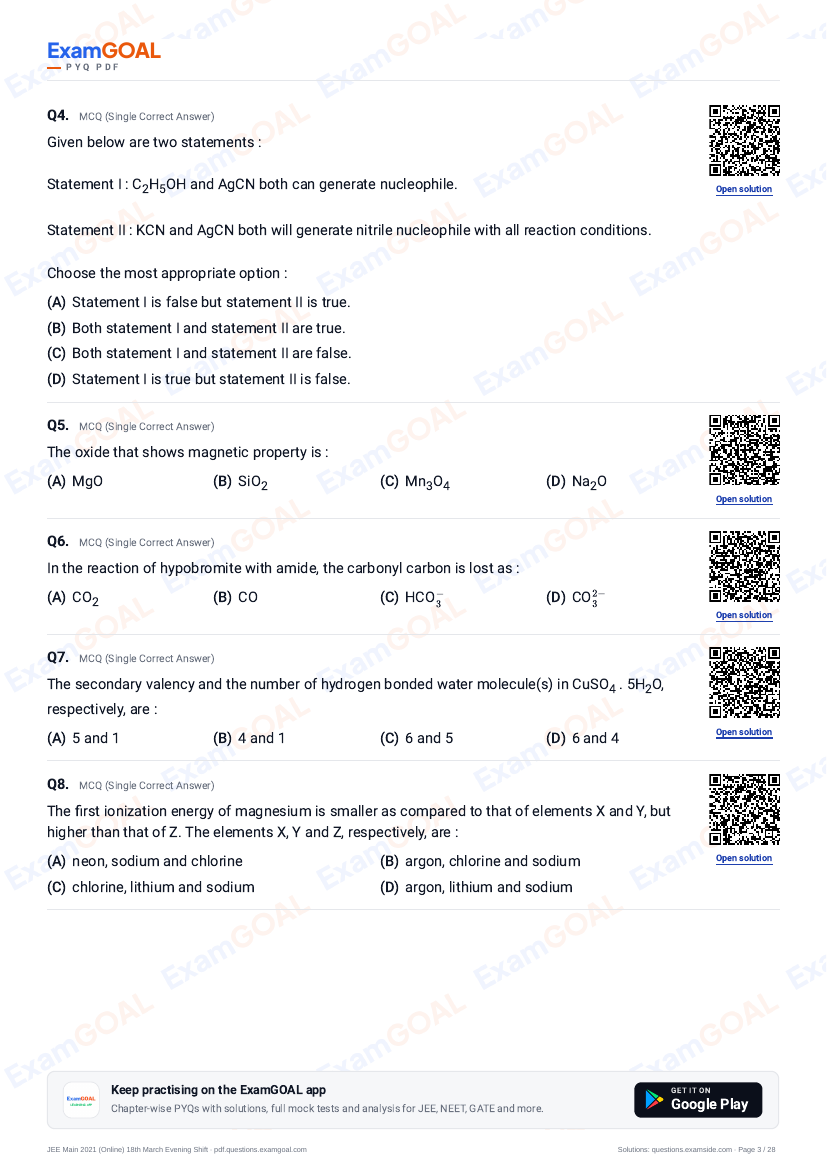 ExamGOAL
PYQ PDF
Q4. MCQ (Single Correct Answer)
Given below are two statements :
Open solution
Statement I : C₂H₅OH and AgCN both can generate nucleophile.
Statement II : KCN and AgCN both will generate nitrile nucleophile with all reaction conditions.
Choose the most appropriate option :
(A) Statement I is false but statement II is true.
(B) Both statement I and statement II are true.
(C) Both statement I and statement II are false.
(D) Statement I is true but statement II is false.
Q5. MCQ (Single Correct Answer)
The oxide that shows magnetic property is :
(A) MgO (B) SiO₂ (C) Mn₃O₄ (D) Na₂O
Open solution
Q6. MCQ (Single Correct Answer)
In the reaction of hypobromite with amide, the carbonyl carbon is lost as :
(A) CO₂ (B) CO (C) HCO₃⁻ (D) CO₃²⁻
Open solution
Q7. MCQ (Single Correct Answer)
The secondary valency and the number of hydrogen bonded water molecule(s) in CuSO₄ . 5H₂O,
respectively, are :
(A) 5 and 1 (B) 4 and 1 (C) 6 and 5 (D) 6 and 4
Open solution
Q8. MCQ (Single Correct Answer)
The first ionization energy of magnesium is smaller as compared to that of elements X and Y, but
higher than that of Z. The elements X, Y and Z, respectively, are :
(A) neon, sodium and chlorine (B) argon, chlorine and sodium
Open solution
(C) chlorine, lithium and sodium (D) argon, lithium and sodium
Keep practising on the ExamGOAL app
Chapter-wise PYQs with solutions, full mock tests and analysis for JEE, NEET, GATE and more.
GET IT ON
Google Play
JEE Main 2021 (Online) 18th March Evening Shift · pdf.questions.examgoal.com
Solutions: questions.examside.com · Page 3 / 28